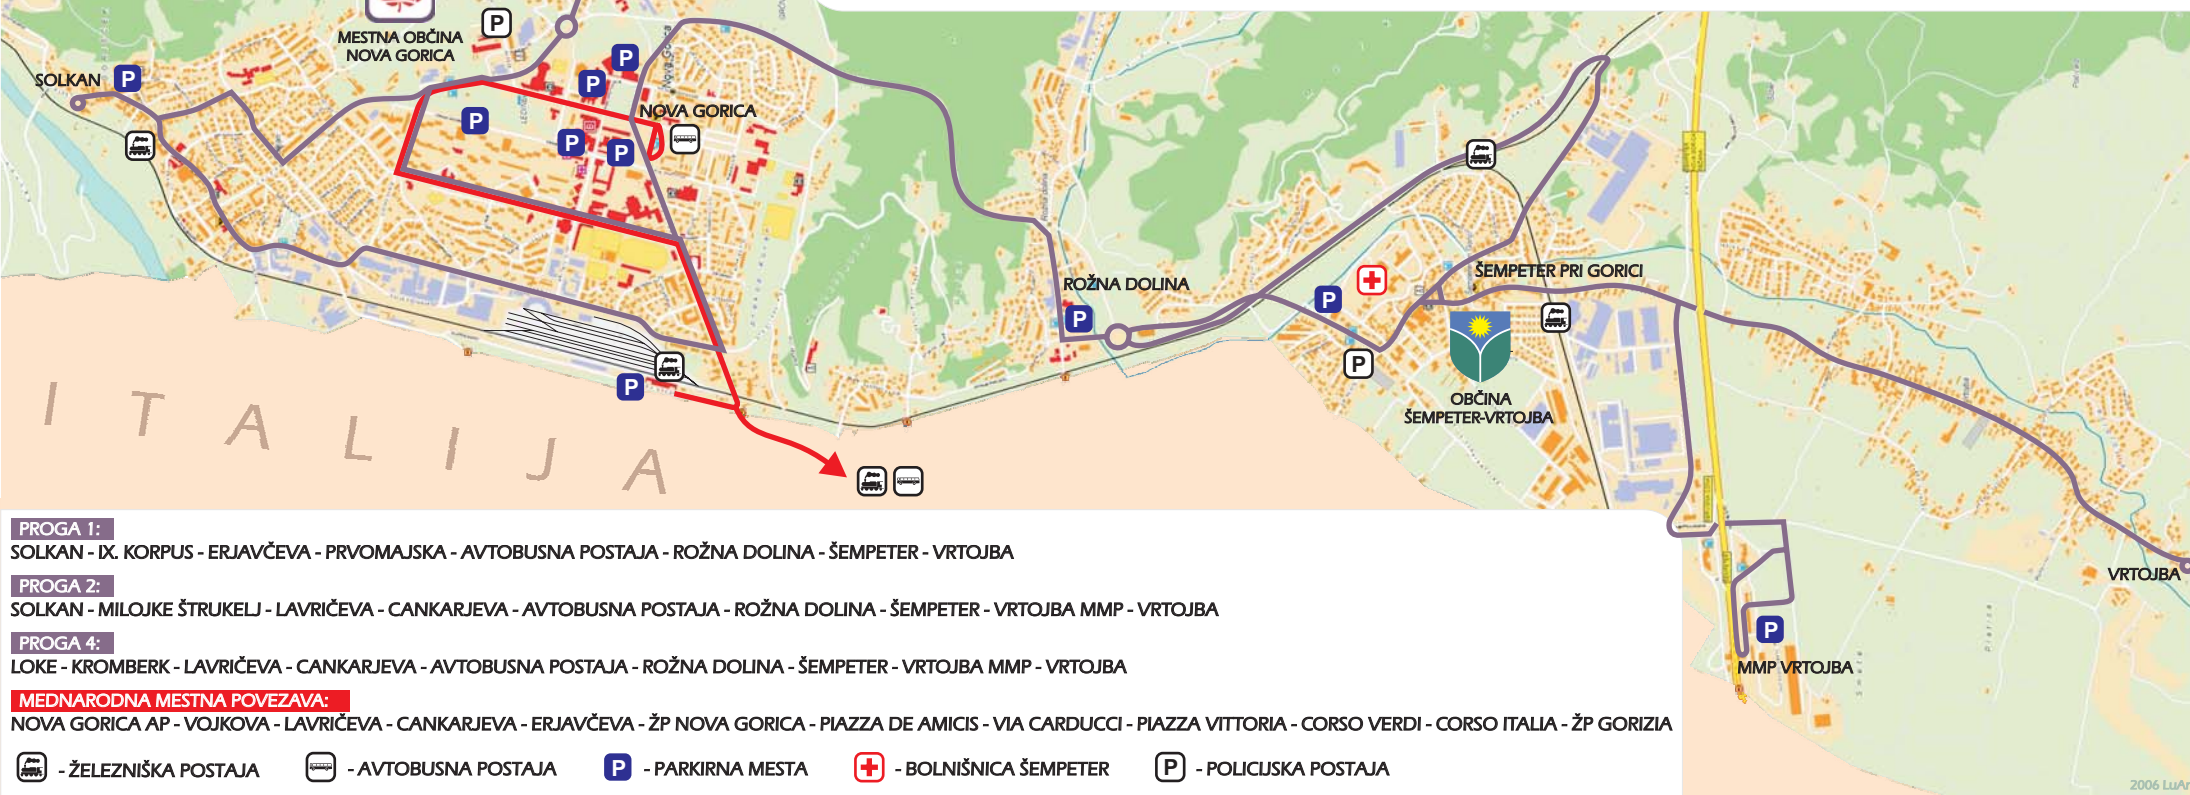 MESTNA OBČINA
NOVA GORICA
P
SOLKAN
P
P
P
P
P
P
NOVA GORICA
ROŽNA DOLINA
P
P
ŠEMPETER PRI GORICI
P
OBČINA
ŠEMPETER-VRTOJBA
P
ITALIJA
VRTOJBA
P
MMP VRTOJBA
PROGA 1:
SOLKAN - IX. KORPUS - ERJAVČEVA - PRVOMAJSKA - AVTOBUSNA POSTAJA - ROŽNA DOLINA - ŠEMPETER - VRTOJBA
PROGA 2:
SOLKAN - MILOJKE ŠTRUKELJ - LAVRIČEVA - CANKARJEVA - AVTOBUSNA POSTAJA - ROŽNA DOLINA - ŠEMPETER - VRTOJBA MMP - VRTOJBA
PROGA 4:
LOKE - KROMBERK - LAVRIČEVA - CANKARJEVA - AVTOBUSNA POSTAJA - ROŽNA DOLINA - ŠEMPETER - VRTOJBA MMP - VRTOJBA
MEDNARODNA MESTNA POVEZAVA:
NOVA GORICA AP - VOJKOVA - LAVRIČEVA - CANKARJEVA - ERJAVČEVA - ŽP NOVA GORICA - PIAZZA DE AMICIS - VIA CARDUCCI - PIAZZA VITTORIA - CORSO VERDI - CORSO ITALIA - ŽP GORIZIA
- ŽELEZNIŠKA POSTAJA
- AVTOBUSNA POSTAJA
P - PARKIRNA MESTA
- BOLNIŠNICA ŠEMPETER
P - POLICIJSKA POSTAJA
2006